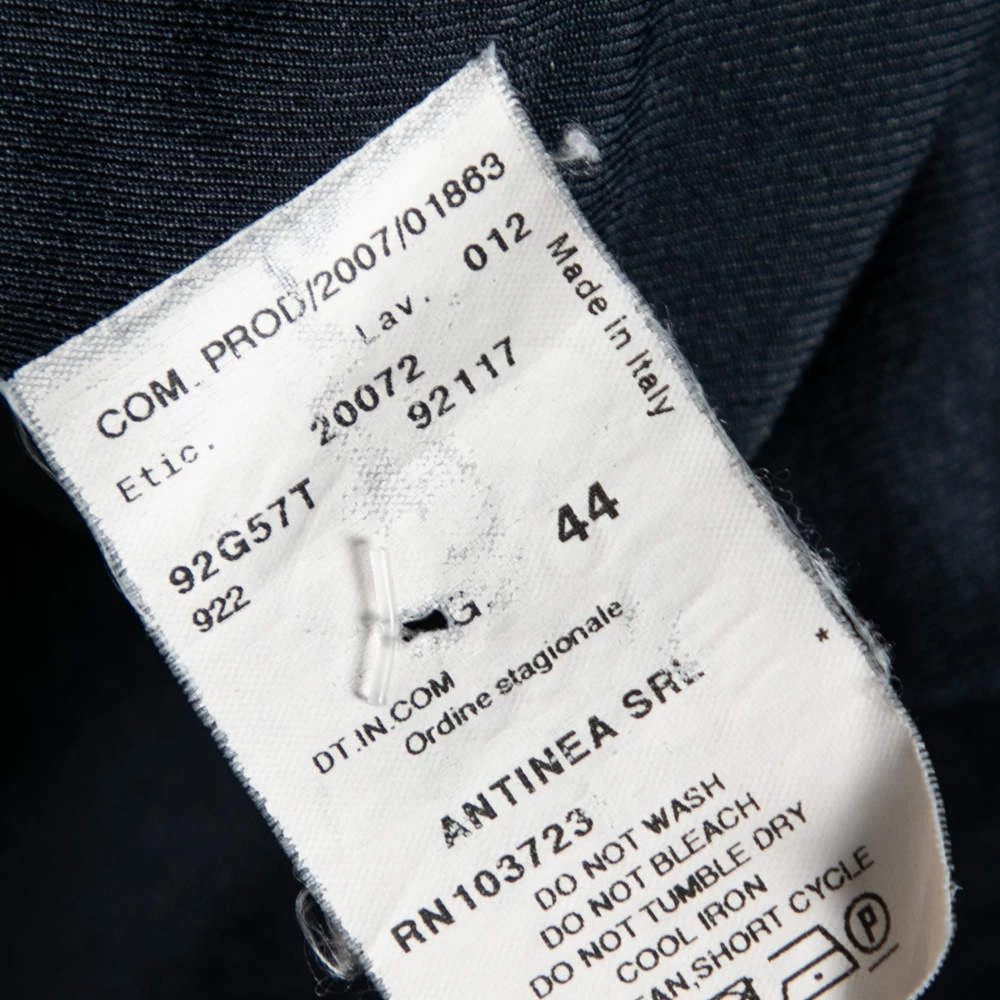 COM. PROD/2007/01863
Lav. 012
Etic. 20072
92117
Made in Italy
92G57T
44
922
G.
DT.IN.COM
Ordine stagionale
*
ANTINEA SRL
RN103723
DO NOT WASH
DO NOT BLEACH
DO NOT TUMBLE DRY
COOL IRON
SHORT CYCLE
P